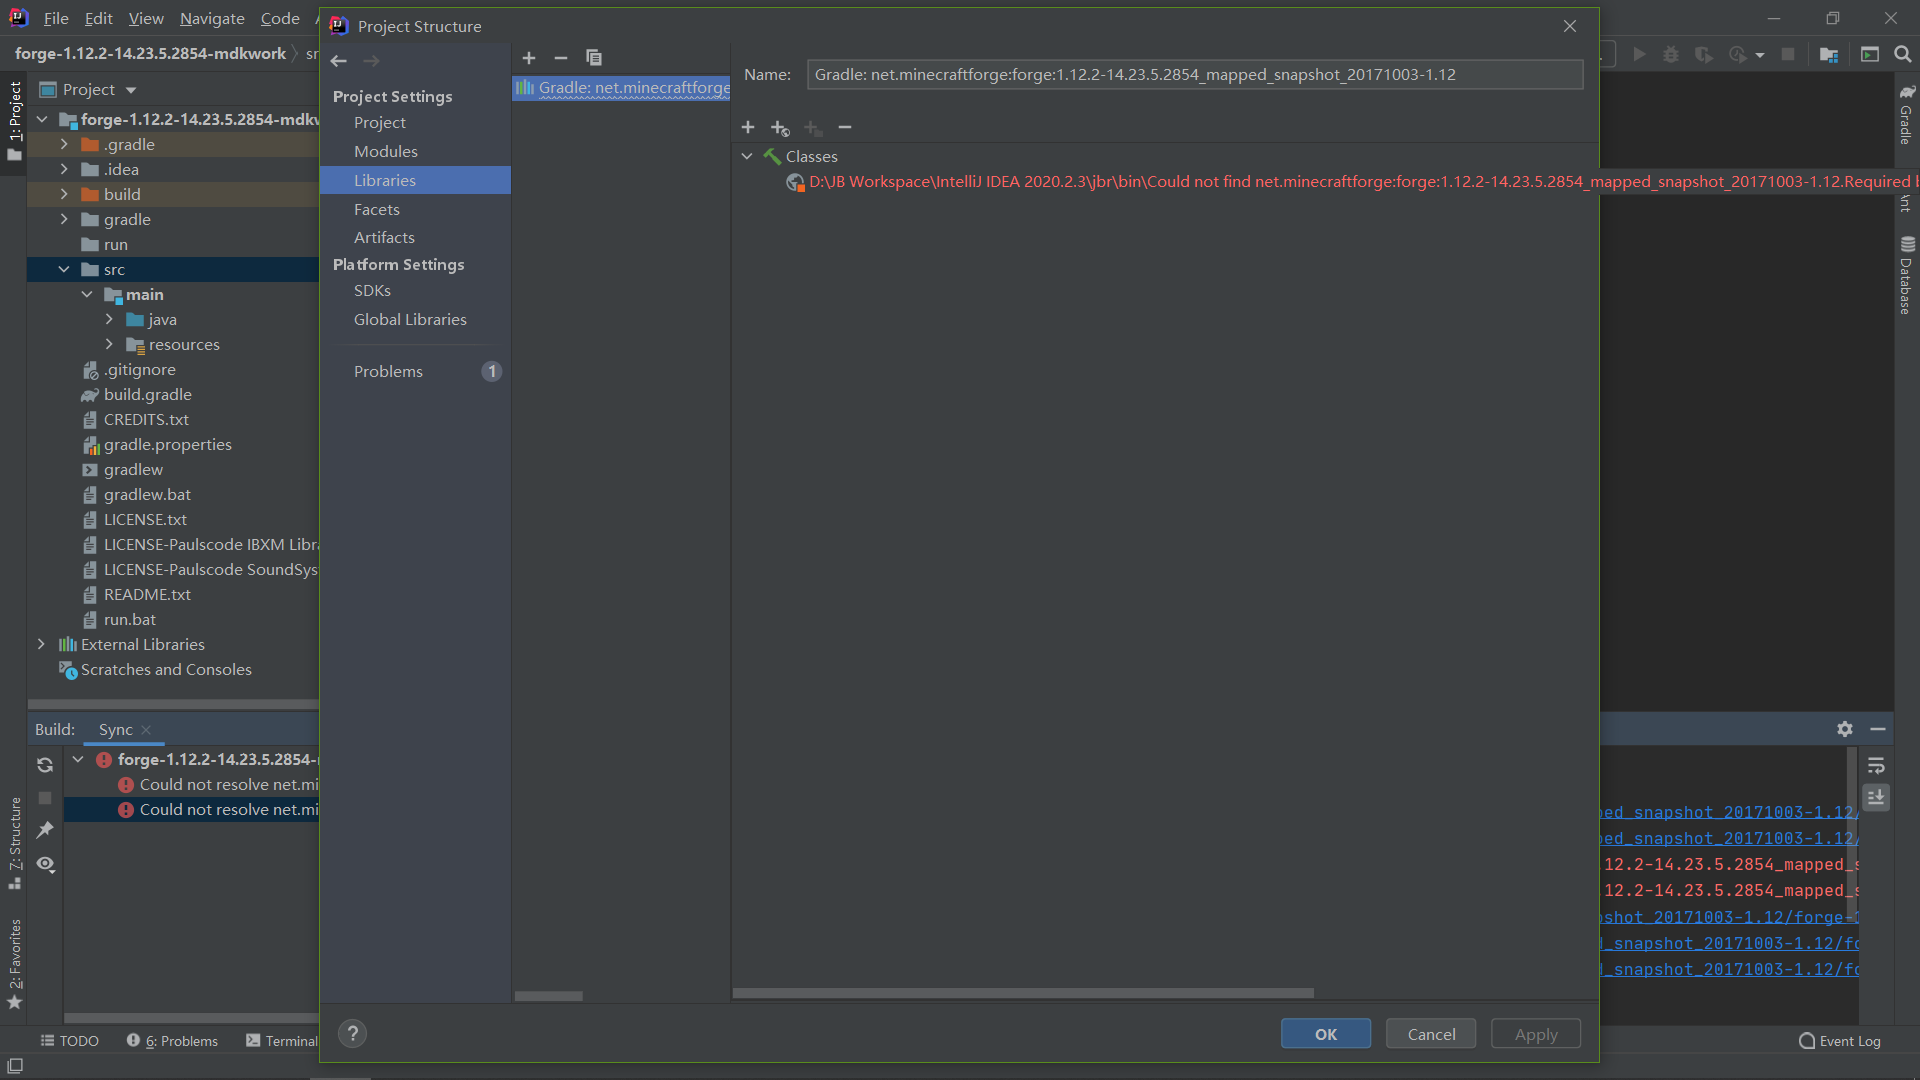 File Edit View Navigate Code
Project Structure
forge-1.12.2-14.23.5.2854-mdkwork
Project
1: Project
forge-1.12.2-14.23.5.2854-mdkw
.gradle
.idea
build
gradle
run
src
main
java
resources
.gitignore
build.gradle
CREDITS.txt
gradle.properties
gradlew
gradlew.bat
LICENSE.txt
LICENSE-Paulscode IBXM Libra
LICENSE-Paulscode SoundSys
README.txt
run.bat
External Libraries
Scratches and Consoles
Project Settings
Project
Modules
Libraries
Facets
Artifacts
Platform Settings
SDKs
Global Libraries
Problems 1
Gradle: net.minecraftforge
Name: Gradle: net.minecraftforge:forge:1.12.2-14.23.5.2854_mapped_snapshot_20171003-1.12
Classes
D:\JB Workspace\IntelliJ IDEA 2020.2.3\jbr\bin\Could not find net.minecraftforge:forge:1.12.2-14.23.5.2854_mapped_snapshot_20171003-1.12.Required
Gradle
Ant
Database
Build: Sync
forge-1.12.2-14.23.5.2854-
Could not resolve net.mi
Could not resolve net.mi
ped_snapshot_20171003-1.12/
ped_snapshot_20171003-1.12/
12.2-14.23.5.2854_mapped_s
12.2-14.23.5.2854_mapped_s
shot_20171003-1.12/forge-1
_snapshot_20171003-1.12/fo
_snapshot_20171003-1.12/fo
7: Structure
2: Favorites
? OK Cancel Apply
TODO 6: Problems Terminal Event Log